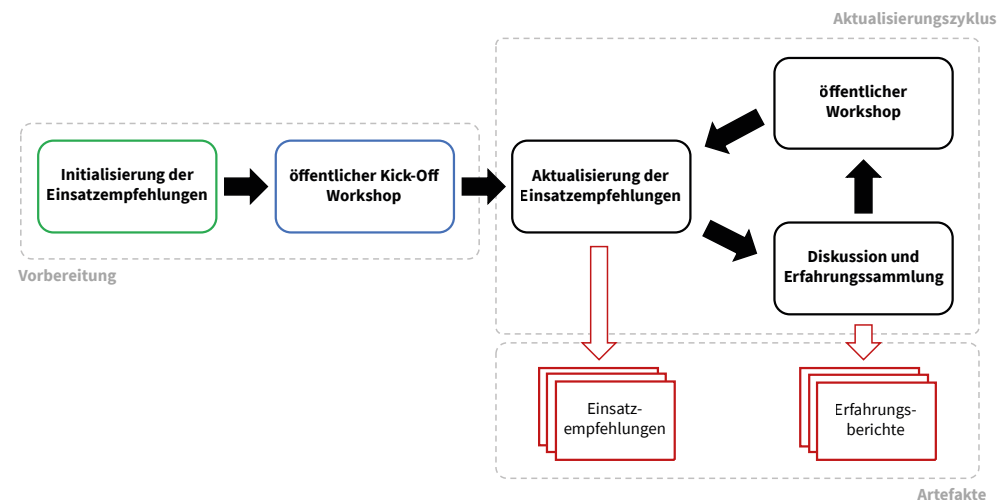 Aktualisierungszyklus
öffentlicher
Workshop
Initialisierung der
Einsatzempfehlungen
öffentlicher Kick-Off
Workshop
Aktualisierung der
Einsatzempfehlungen
Diskussion und
Erfahrungssammlung
Vorbereitung
Einsatz-
empfehlungen
Erfahrungs-
berichte
Artefakte